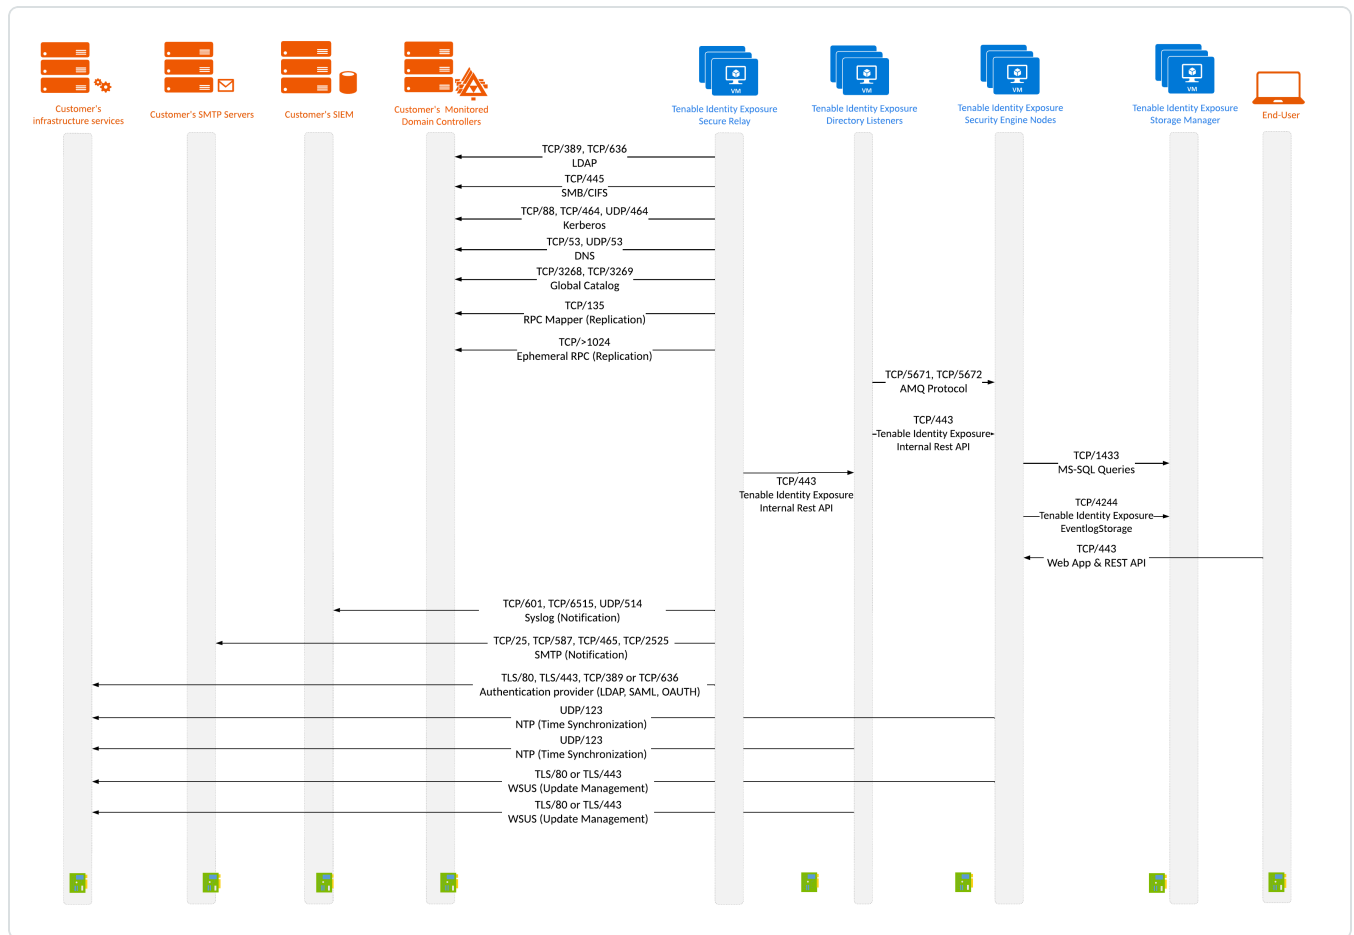 Customer's
infrastructure services
Customer's SMTP Servers
Customer's SIEM
Customer's Monitored
Domain Controllers
VM
Tenable Identity Exposure
Secure Relay
VM
Tenable Identity Exposure
Directory Listeners
VM
Tenable Identity Exposure
Security Engine Nodes
VM
Tenable Identity Exposure
Storage Manager
End-User
TCP/389, TCP/636
LDAP
TCP/445
SMB/CIFS
TCP/88, TCP/464, UDP/464
Kerberos
TCP/53, UDP/53
DNS
TCP/3268, TCP/3269
Global Catalog
TCP/135
RPC Mapper (Replication)
TCP/>1024
Ephemeral RPC (Replication)
TCP/5671, TCP/5672
AMQ Protocol
TCP/443
Tenable Identity Exposure
Internal Rest API
TCP/1433
MS-SQL Queries
TCP/443
Tenable Identity Exposure
Internal Rest API
TCP/4244
Tenable Identity Exposure
EventlogStorage
TCP/443
Web App & REST API
TCP/601, TCP/6515, UDP/514
Syslog (Notification)
TCP/25, TCP/587, TCP/465, TCP/2525
SMTP (Notification)
TLS/80, TLS/443, TCP/389 or TCP/636
Authentication provider (LDAP, SAML, OAUTH)
UDP/123
NTP (Time Synchronization)
UDP/123
NTP (Time Synchronization)
TLS/80 or TLS/443
WSUS (Update Management)
TLS/80 or TLS/443
WSUS (Update Management)